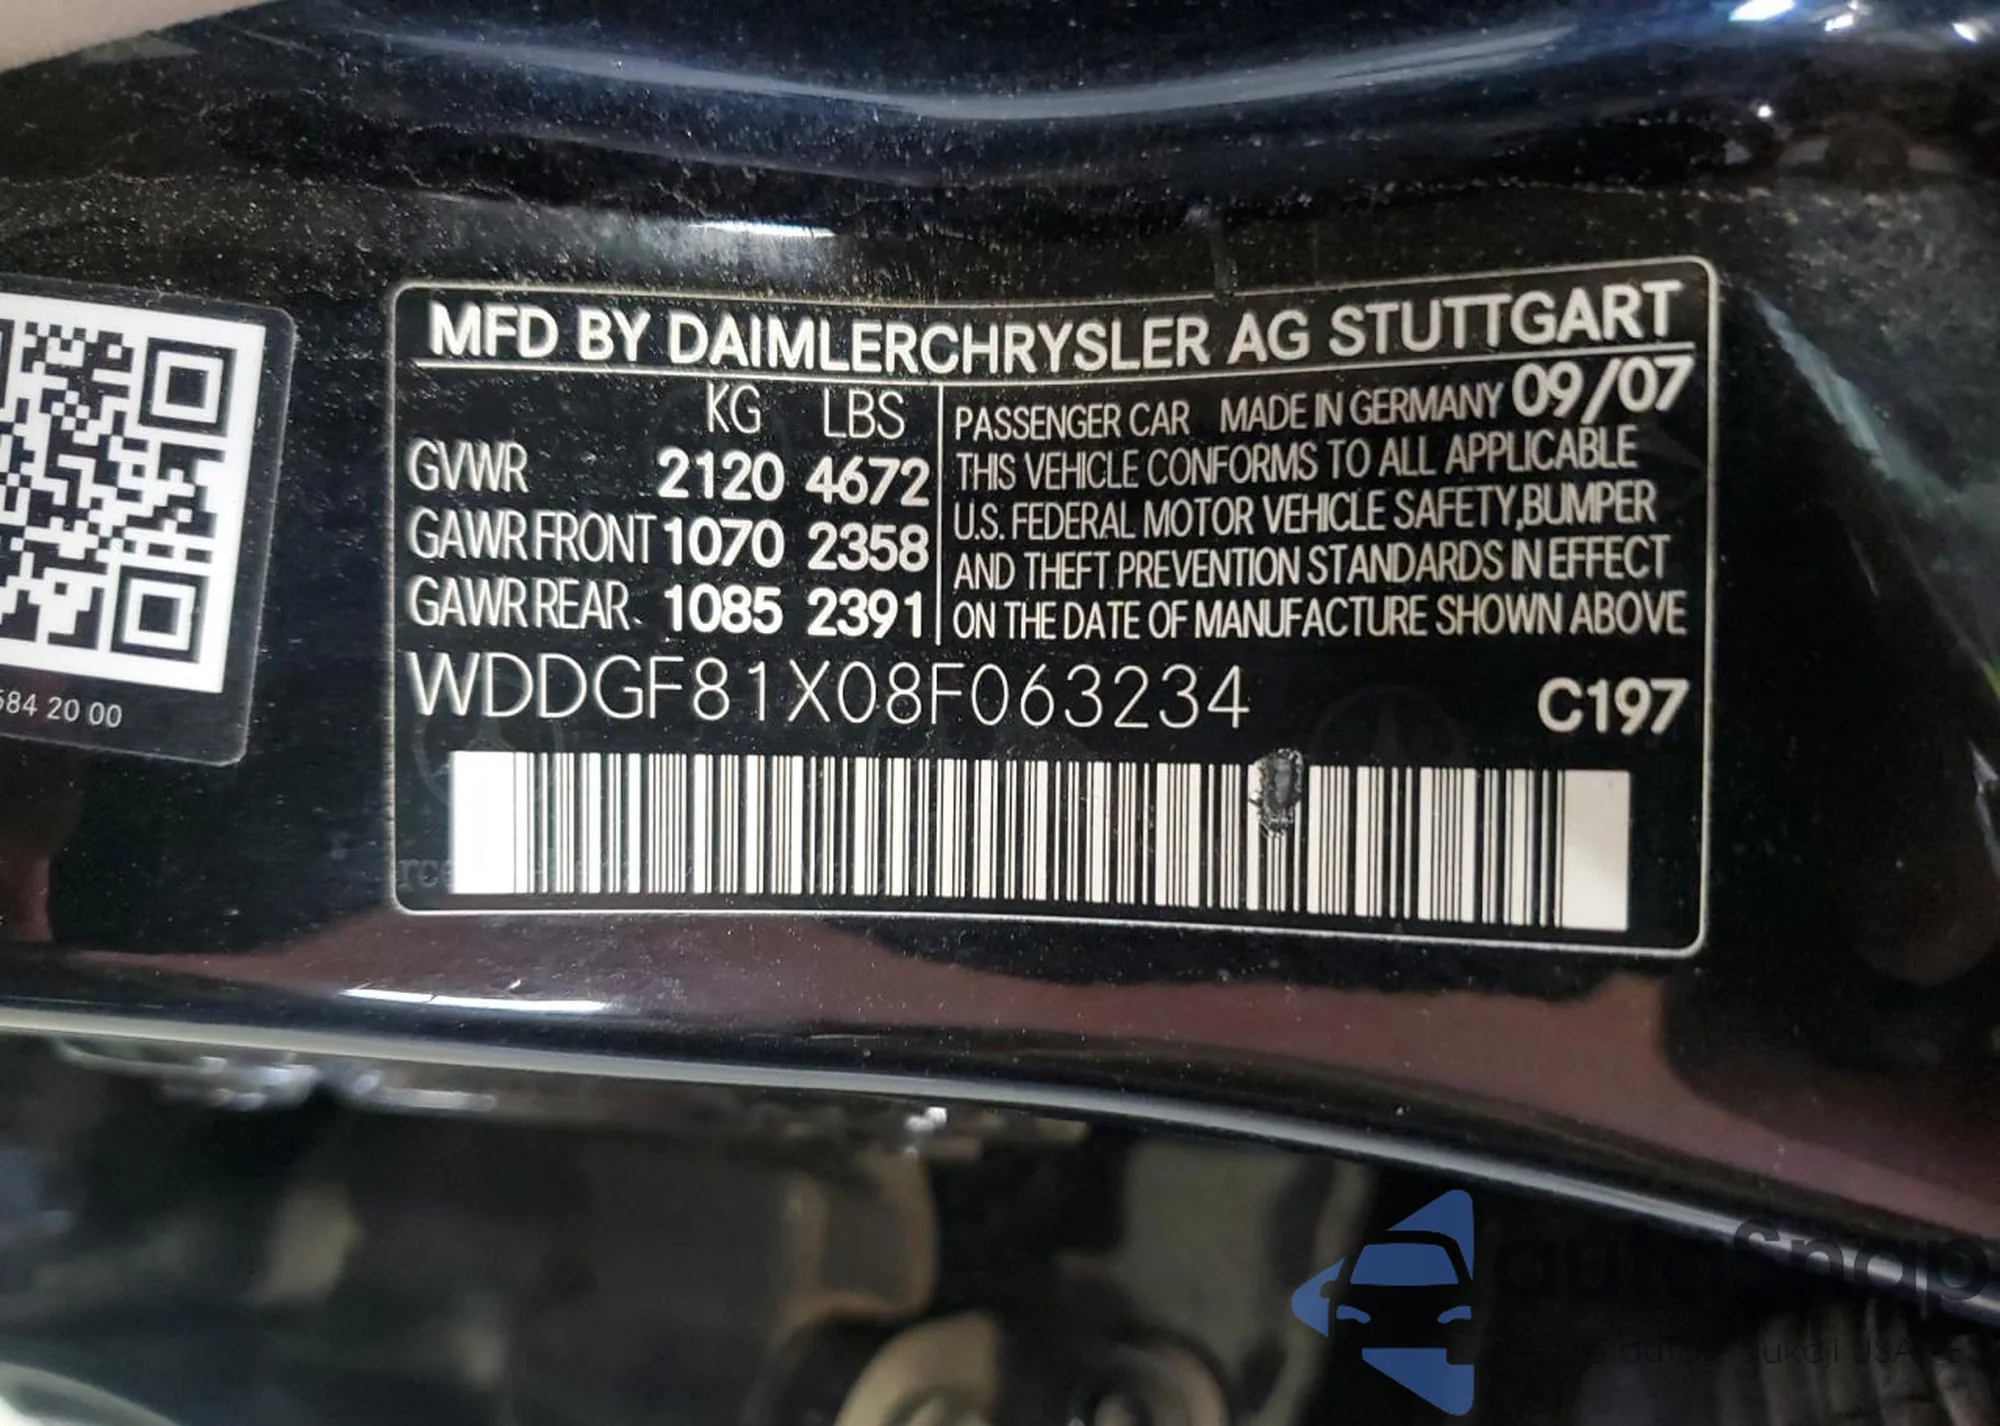 MFD BY DAIMLERCHRYSLER AG STUTTGART
KG LBS
GVWR 2120 4672
GAWR FRONT 1070 2358
GAWR REAR 1085 2391
PASSENGER CAR MADE IN GERMANY 09/07
THIS VEHICLE CONFORMS TO ALL APPLICABLE
U.S. FEDERAL MOTOR VEHICLE SAFETY,BUMPER
AND THEFT PREVENTION STANDARDS IN EFFECT
ON THE DATE OF MANUFACTURE SHOWN ABOVE
WDDGF81X08F063234 C197
584 20 00
autoSnap